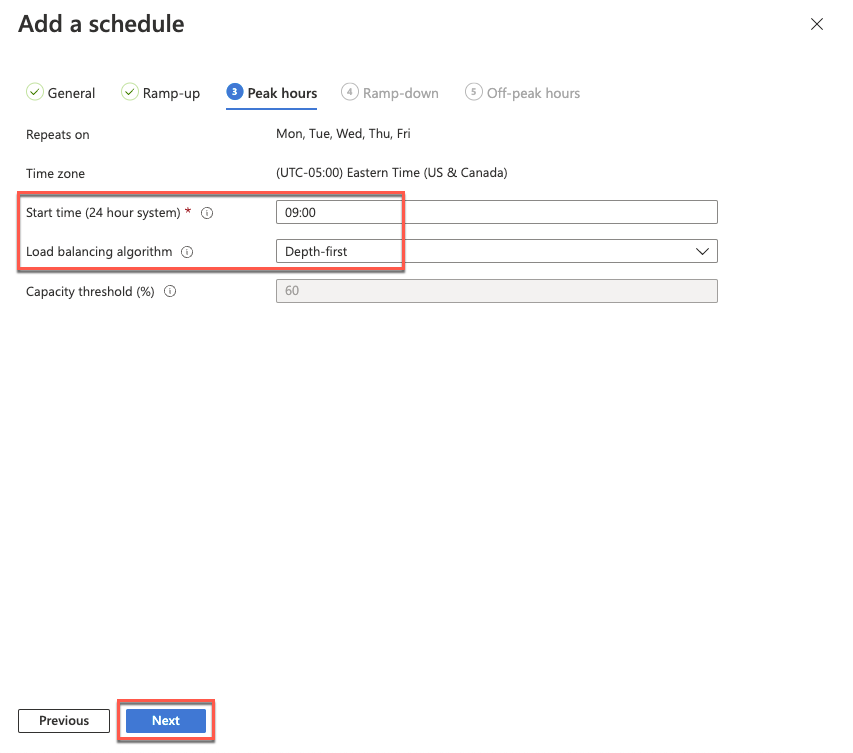 Add a schedule
General Ramp-up 3 Peak hours 4 Ramp-down 5 Off-peak hours
Repeats on Mon, Tue, Wed, Thu, Fri
Time zone (UTC-05:00) Eastern Time (US & Canada)
Start time (24 hour system) * 09:00
Load balancing algorithm Depth-first
Capacity threshold (%) 60
Previous Next